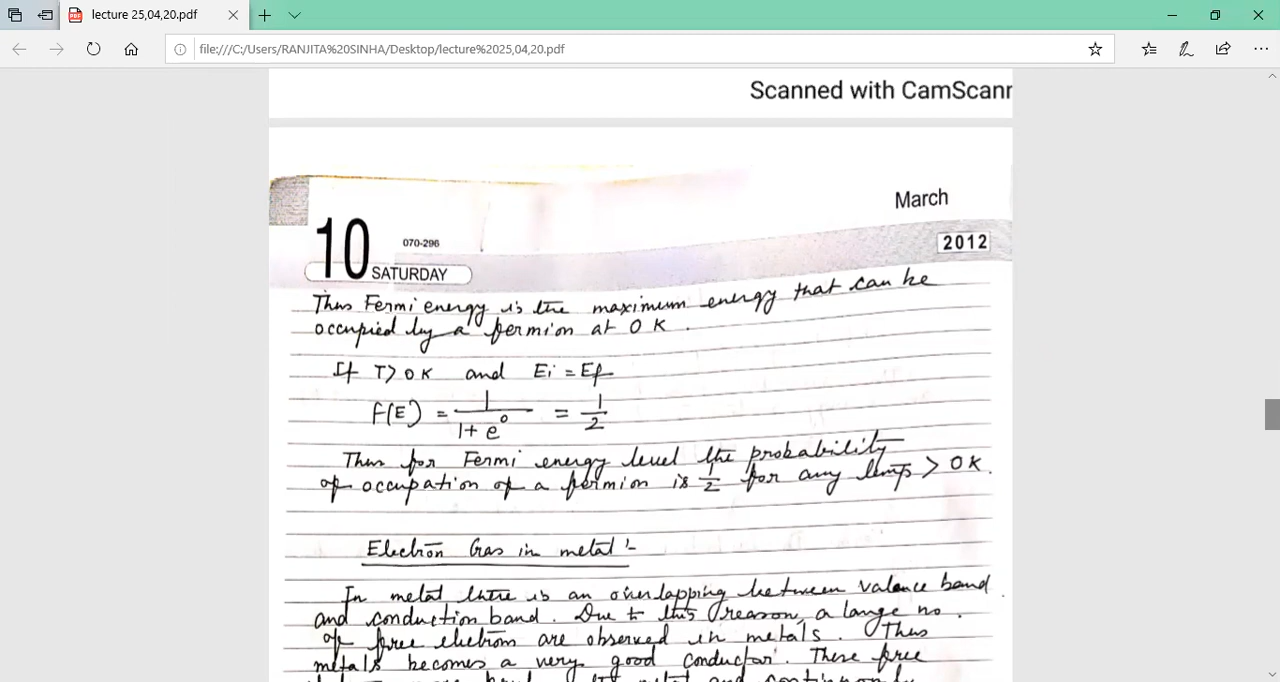 lecture 25,04,20.pdf
file:///C:/Users/RANJITA%20SINHA/Desktop/lecture%2025,04,20.pdf
Scanned with CamScanr
March
10 070-296
2012
SATURDAY
Thus Fermi energy is the maximum energy that can be
occupied by a fermion at 0 K.
If T > 0 K and Ei = Ef
f(E) = 1/(1 + e^0) = 1/2
Thus for Fermi energy level the probability
of occupation of a fermion is 1/2 for any temp > 0 K.
Electron Gas in metal :-
In metal there is an overlapping between valance band
and conduction band. Due to this reason, a large no.
of free electrons are observed in metals. Thus
metals becomes a very good conductor. These free
metal and